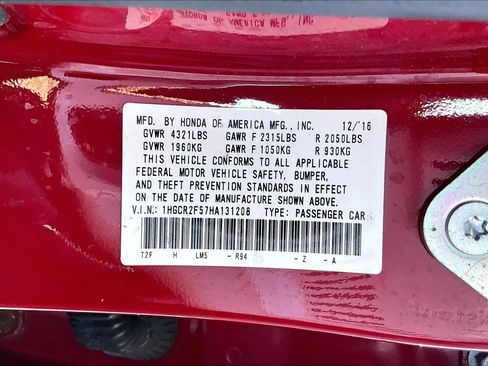 MFD. BY HONDA OF AMERICA MFG., INC. 12/16
GVWR 4321LBS GAWR F 2315LBS R 2050LBS
GVWR 1960KG GAWR F 1050KG R 930KG
THIS VEHICLE CONFORMS TO ALL APPLICABLE
FEDERAL MOTOR VEHICLE SAFETY, BUMPER,
AND THEFT PREVENTION STANDARDS IN EFFECT
ON THE DATE OF MANUFACTURE SHOWN ABOVE.
V.I.N.: 1HGCR2F57HA131208 TYPE: PASSENGER CAR
T2F H LM5 - R94 - Z - A